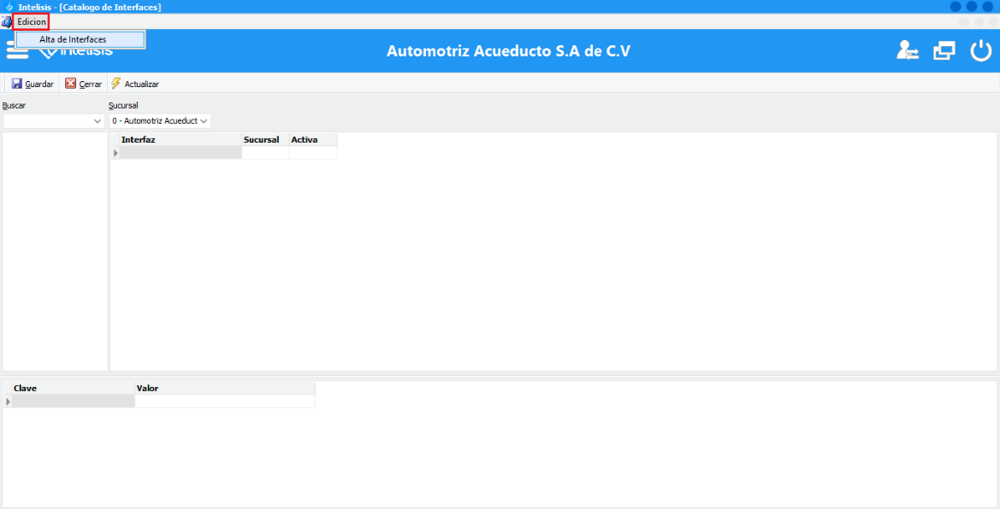 Intelisis - [Catalogo de Interfaces]
Edicion
Alta de Interfaces
Intelisis
Automotriz Acueducto S.A de C.V
Guardar Cerrar Actualizar
Buscar Sucursal
0 - Automotriz Acueduct
Interfaz Sucursal Activa
Clave Valor